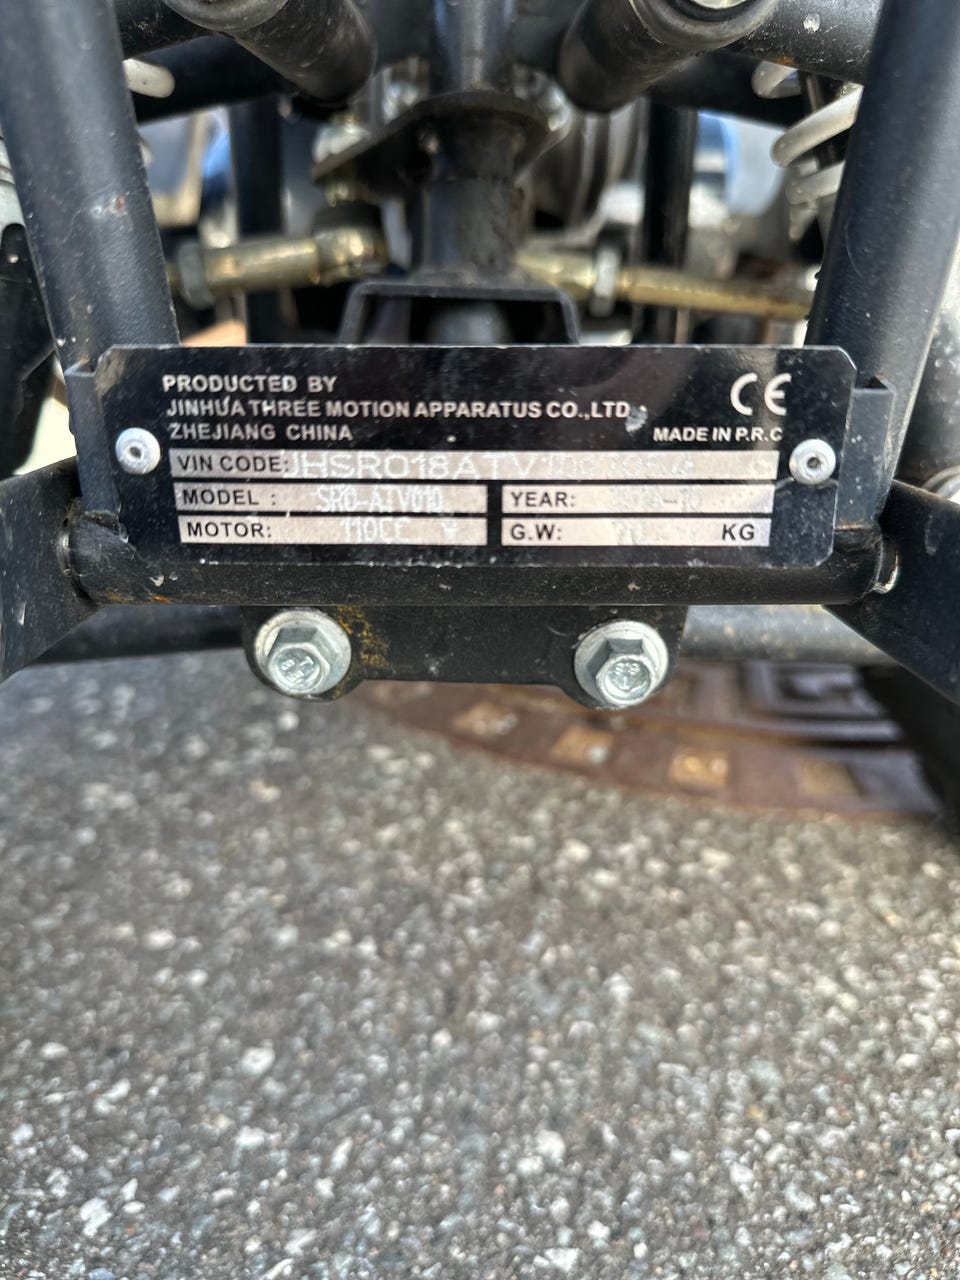 PRODUCTED BY
JINHUA THREE MOTION APPARATUS CO.,LTD
ZHEJIANG CHINA
CE
MADE IN P.R.C
VIN CODE:
MODEL :
YEAR:
MOTOR: 110CC
G.W: KG